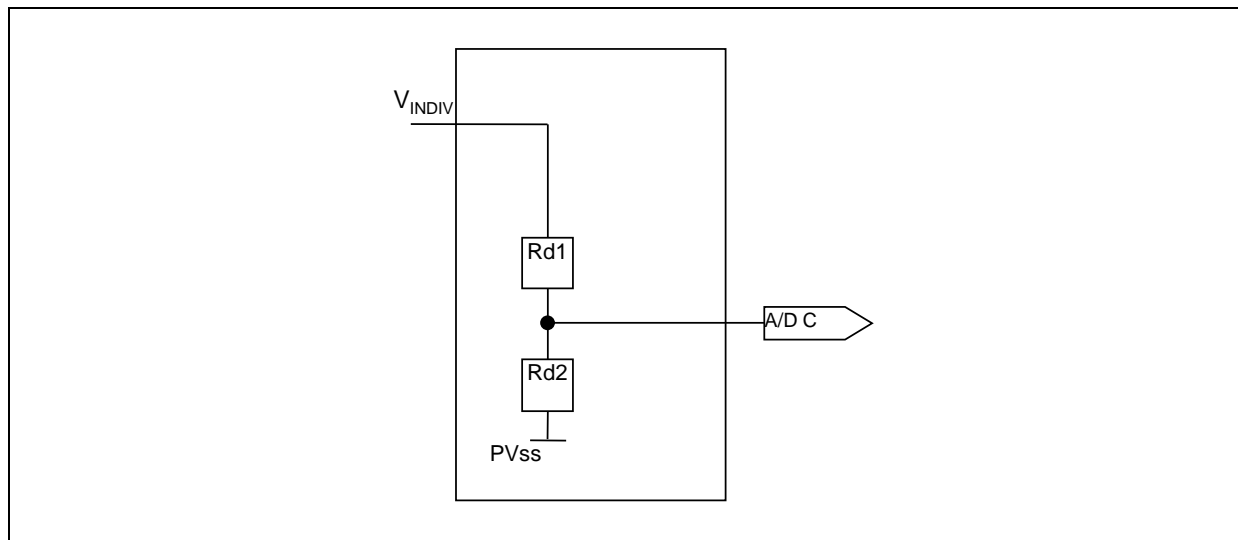 V_INDIV
Rd1
A/D C
Rd2
PVss